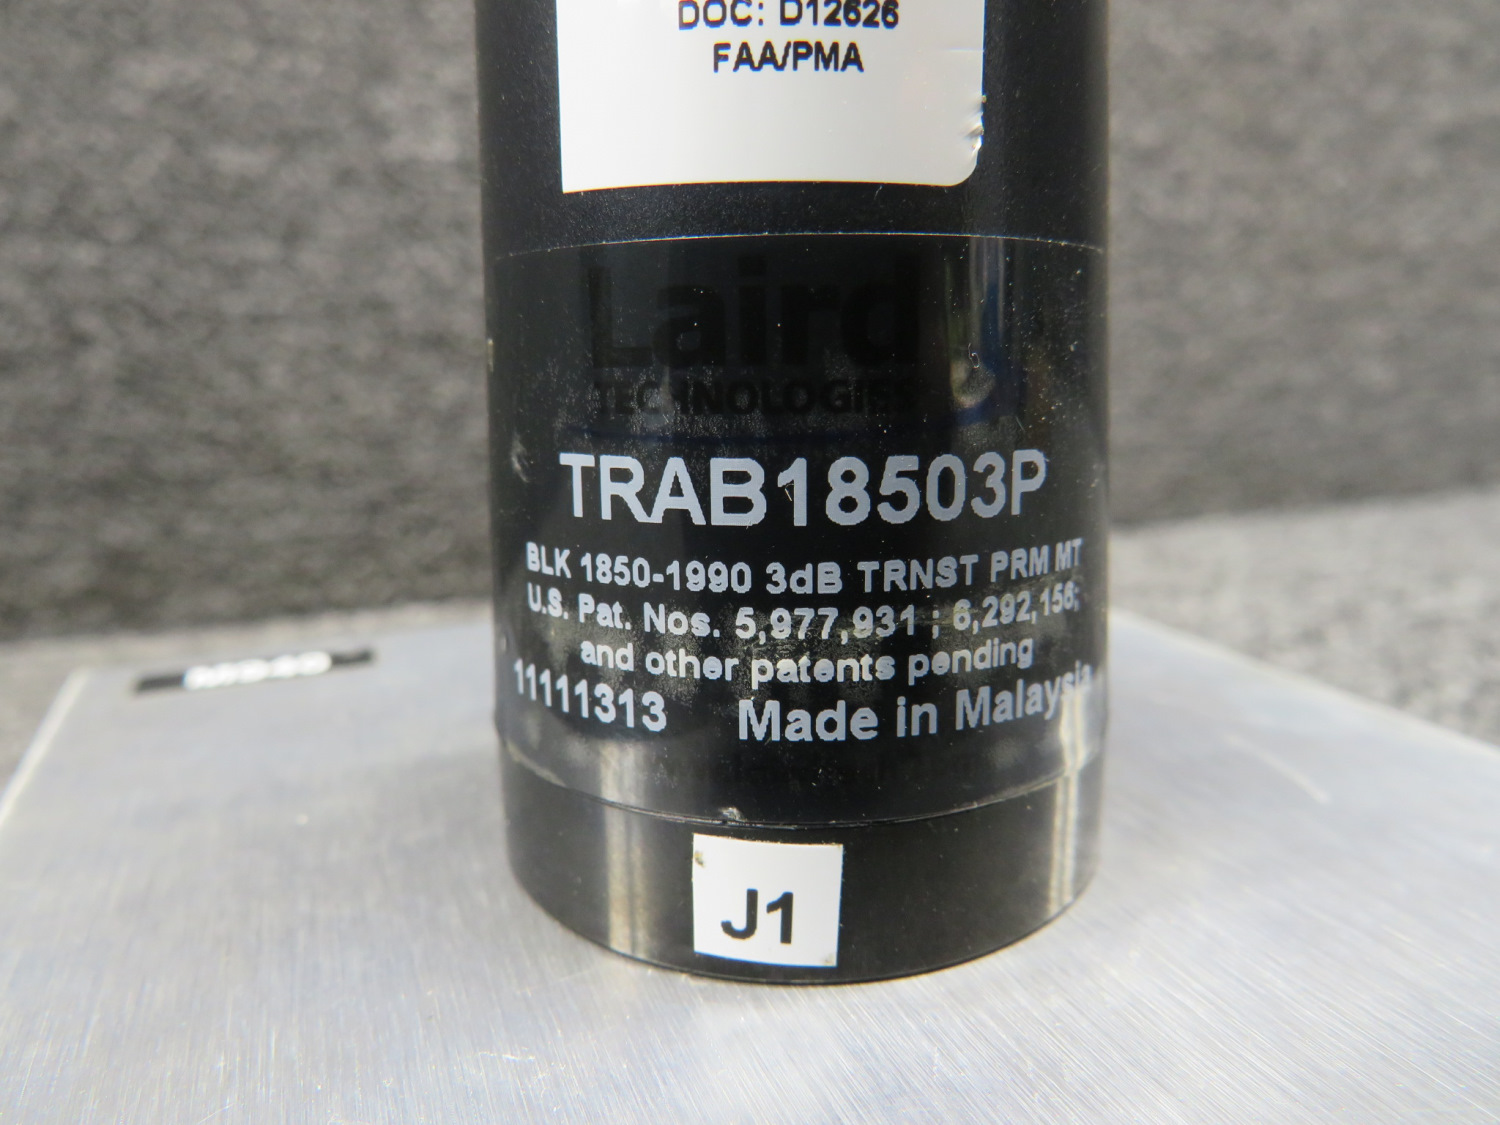 DOC: D12626
FAA/PMA
Laird
TECHNOLOGIES
TRAB18503P
BLK 1850-1990 3dB TRNST PRM MT
U.S. Pat. Nos. 5,977,931 ; 6,292,156;
and other patents pending
11111313 Made in Malaysia
J1